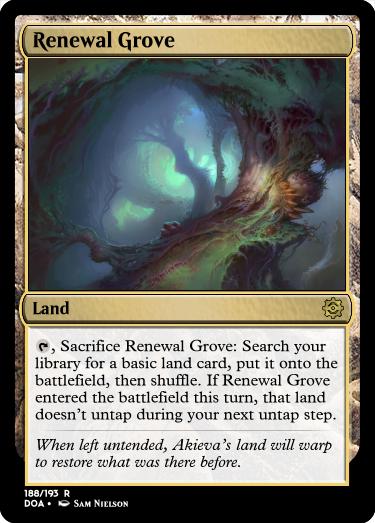 Renewal Grove
Land
, Sacrifice Renewal Grove: Search your
library for a basic land card, put it onto the
battlefield, then shuffle. If Renewal Grove
entered the battlefield this turn, that land
doesn't untap during your next untap step.
When left untended, Akieva's land will warp
to restore what was there before.
188/193 R
DOA • Sam Nielson